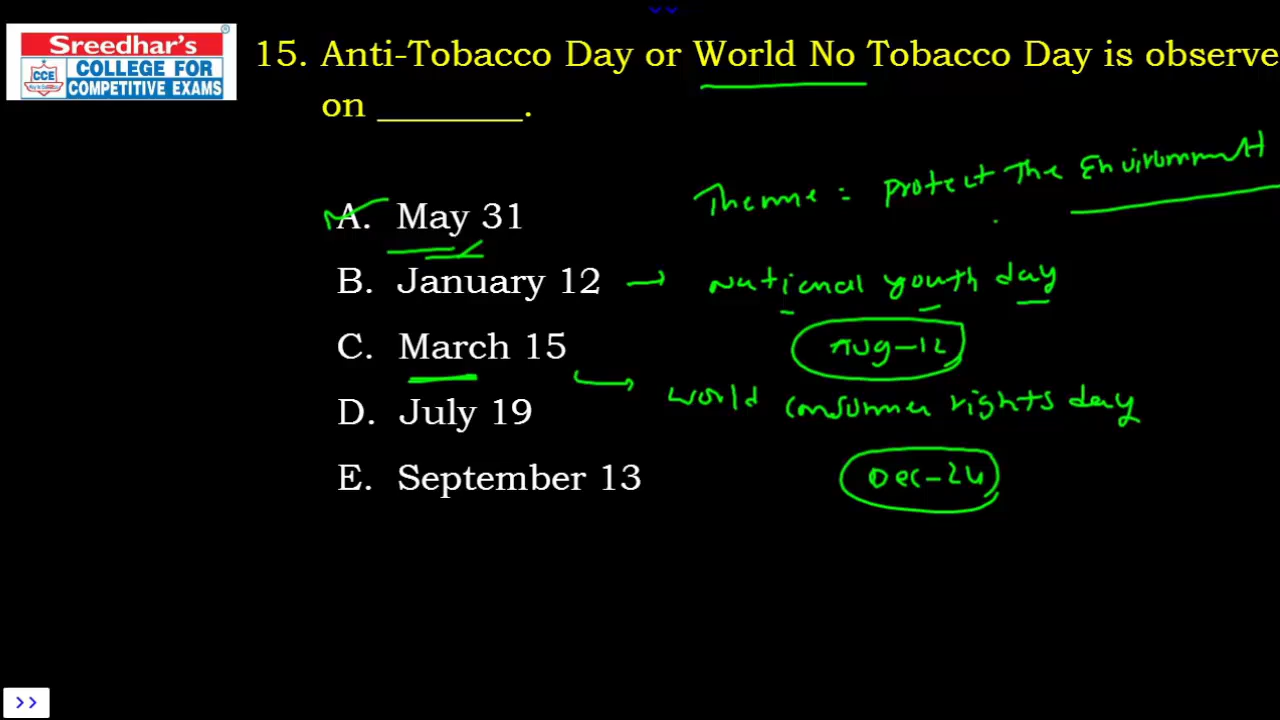 Sreedhar's
CCE
COLLEGE FOR
COMPETITIVE EXAMS
15. Anti-Tobacco Day or World No Tobacco Day is observe
on ________.
Theme : Protect The Environment
A. May 31
B. January 12 → National youth day
Aug-12
C. March 15 → world consumer rights day
D. July 19
Dec-24
E. September 13
>>